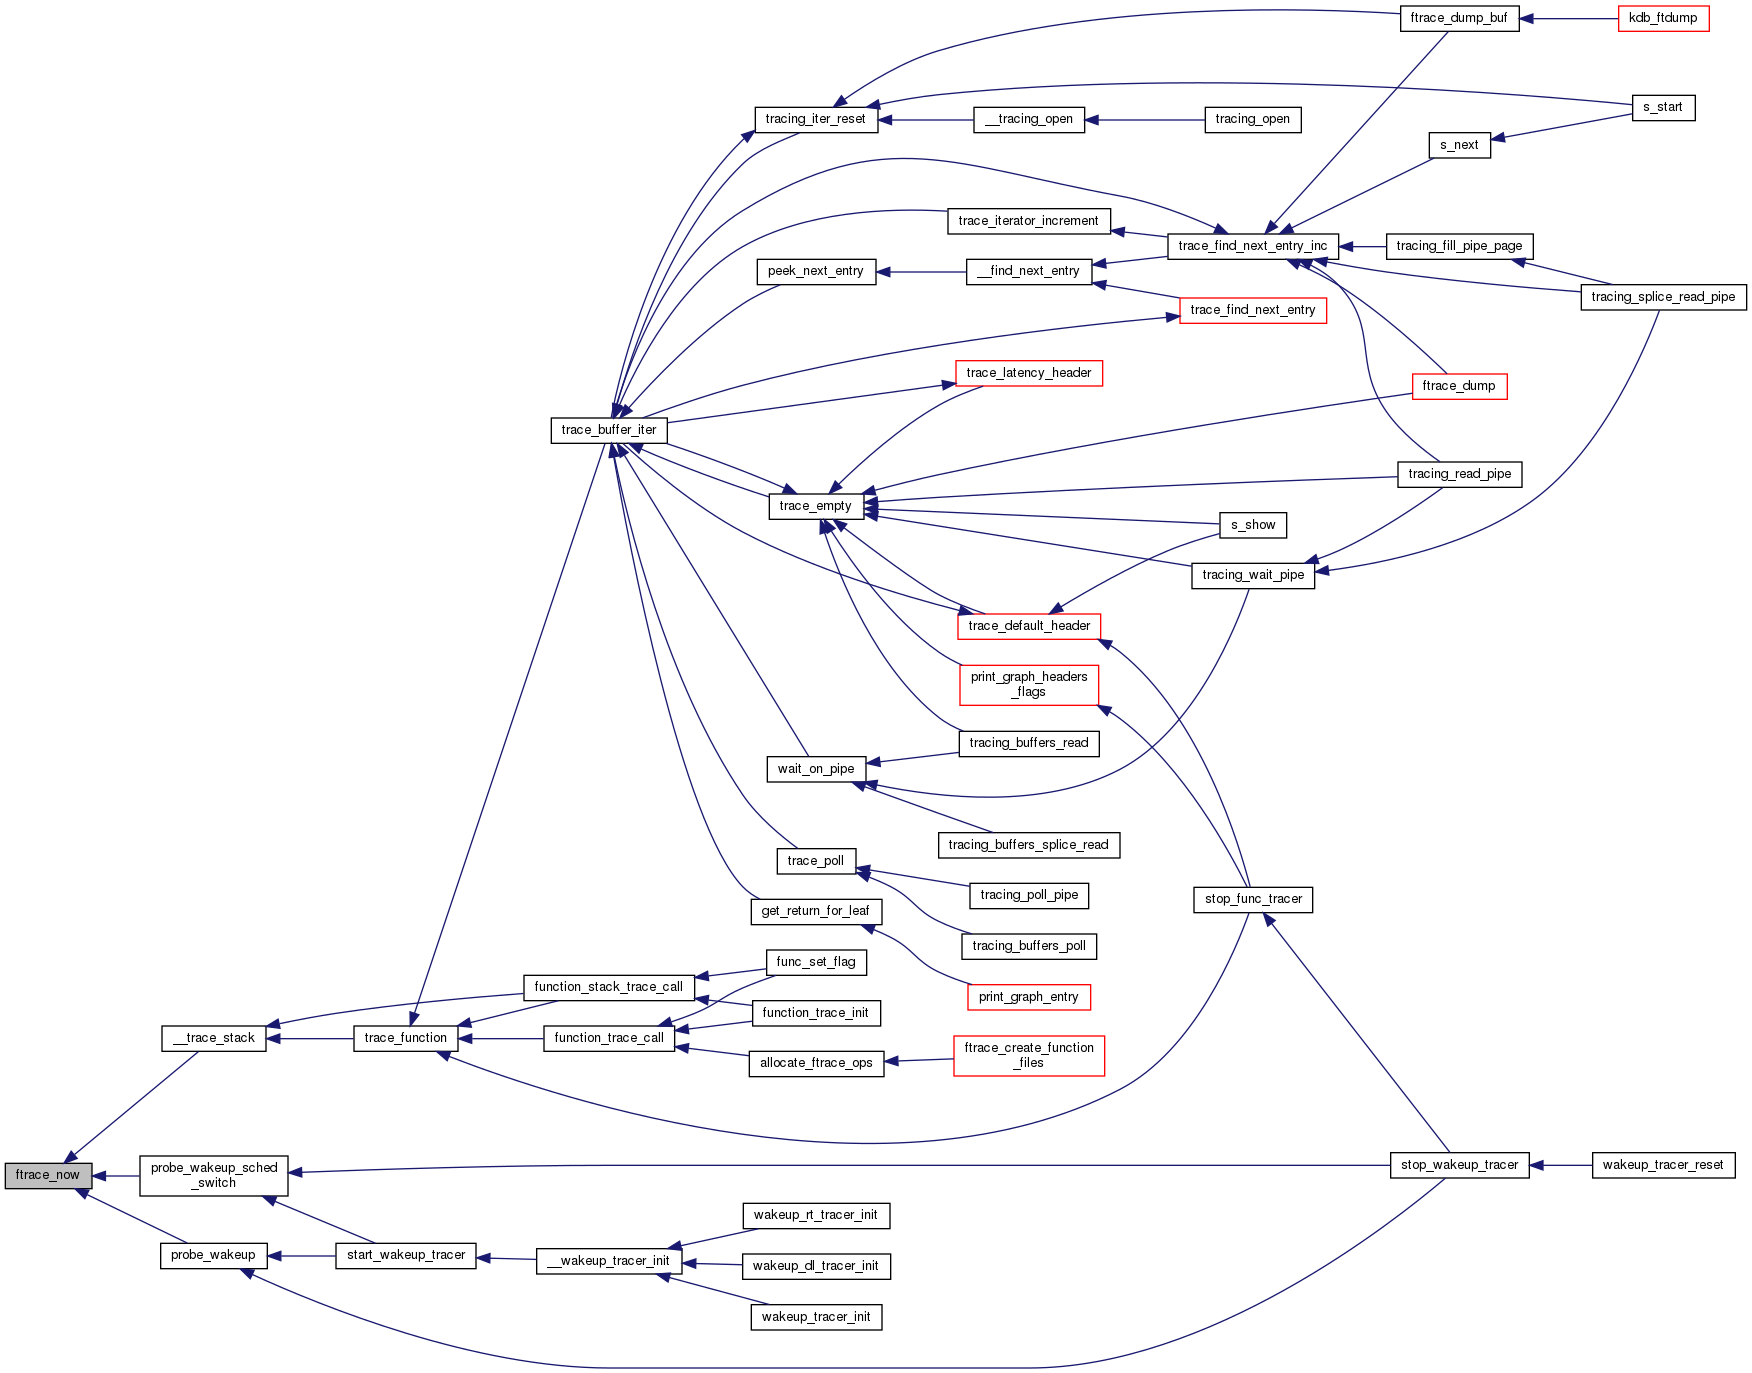 ftrace_dump_buf
kdb_ftdump
tracing_iter_reset
__tracing_open
tracing_open
s_start
s_next
trace_iterator_increment
trace_find_next_entry_inc
tracing_fill_pipe_page
peek_next_entry
__find_next_entry
tracing_splice_read_pipe
trace_find_next_entry
trace_latency_header
ftrace_dump
trace_buffer_iter
tracing_read_pipe
trace_empty
s_show
tracing_wait_pipe
trace_default_header
print_graph_headers
_flags
tracing_buffers_read
wait_on_pipe
tracing_buffers_splice_read
trace_poll
tracing_poll_pipe
stop_func_tracer
get_return_for_leaf
tracing_buffers_poll
func_set_flag
function_stack_trace_call
print_graph_entry
function_trace_init
__trace_stack
trace_function
function_trace_call
allocate_ftrace_ops
ftrace_create_function
_files
ftrace_now
probe_wakeup_sched
_switch
stop_wakeup_tracer
wakeup_tracer_reset
wakeup_rt_tracer_init
probe_wakeup
start_wakeup_tracer
__wakeup_tracer_init
wakeup_dl_tracer_init
wakeup_tracer_init